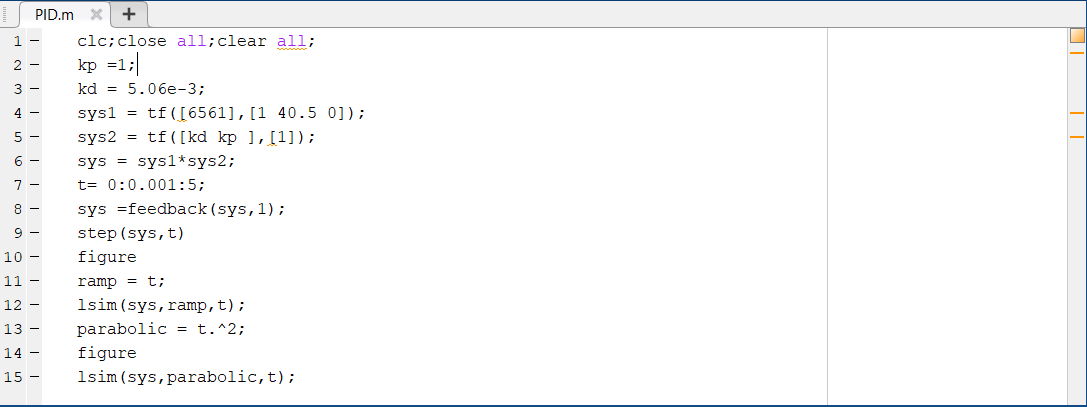 PID.m × +
1 – clc;close all;clear all;
2 – kp =1;
3 – kd = 5.06e-3;
4 – sys1 = tf([6561],[1 40.5 0]);
5 – sys2 = tf([kd kp ],[1]);
6 – sys = sys1*sys2;
7 – t= 0:0.001:5;
8 – sys =feedback(sys,1);
9 – step(sys,t)
10 – figure
11 – ramp = t;
12 – lsim(sys,ramp,t);
13 – parabolic = t.^2;
14 – figure
15 – lsim(sys,parabolic,t);